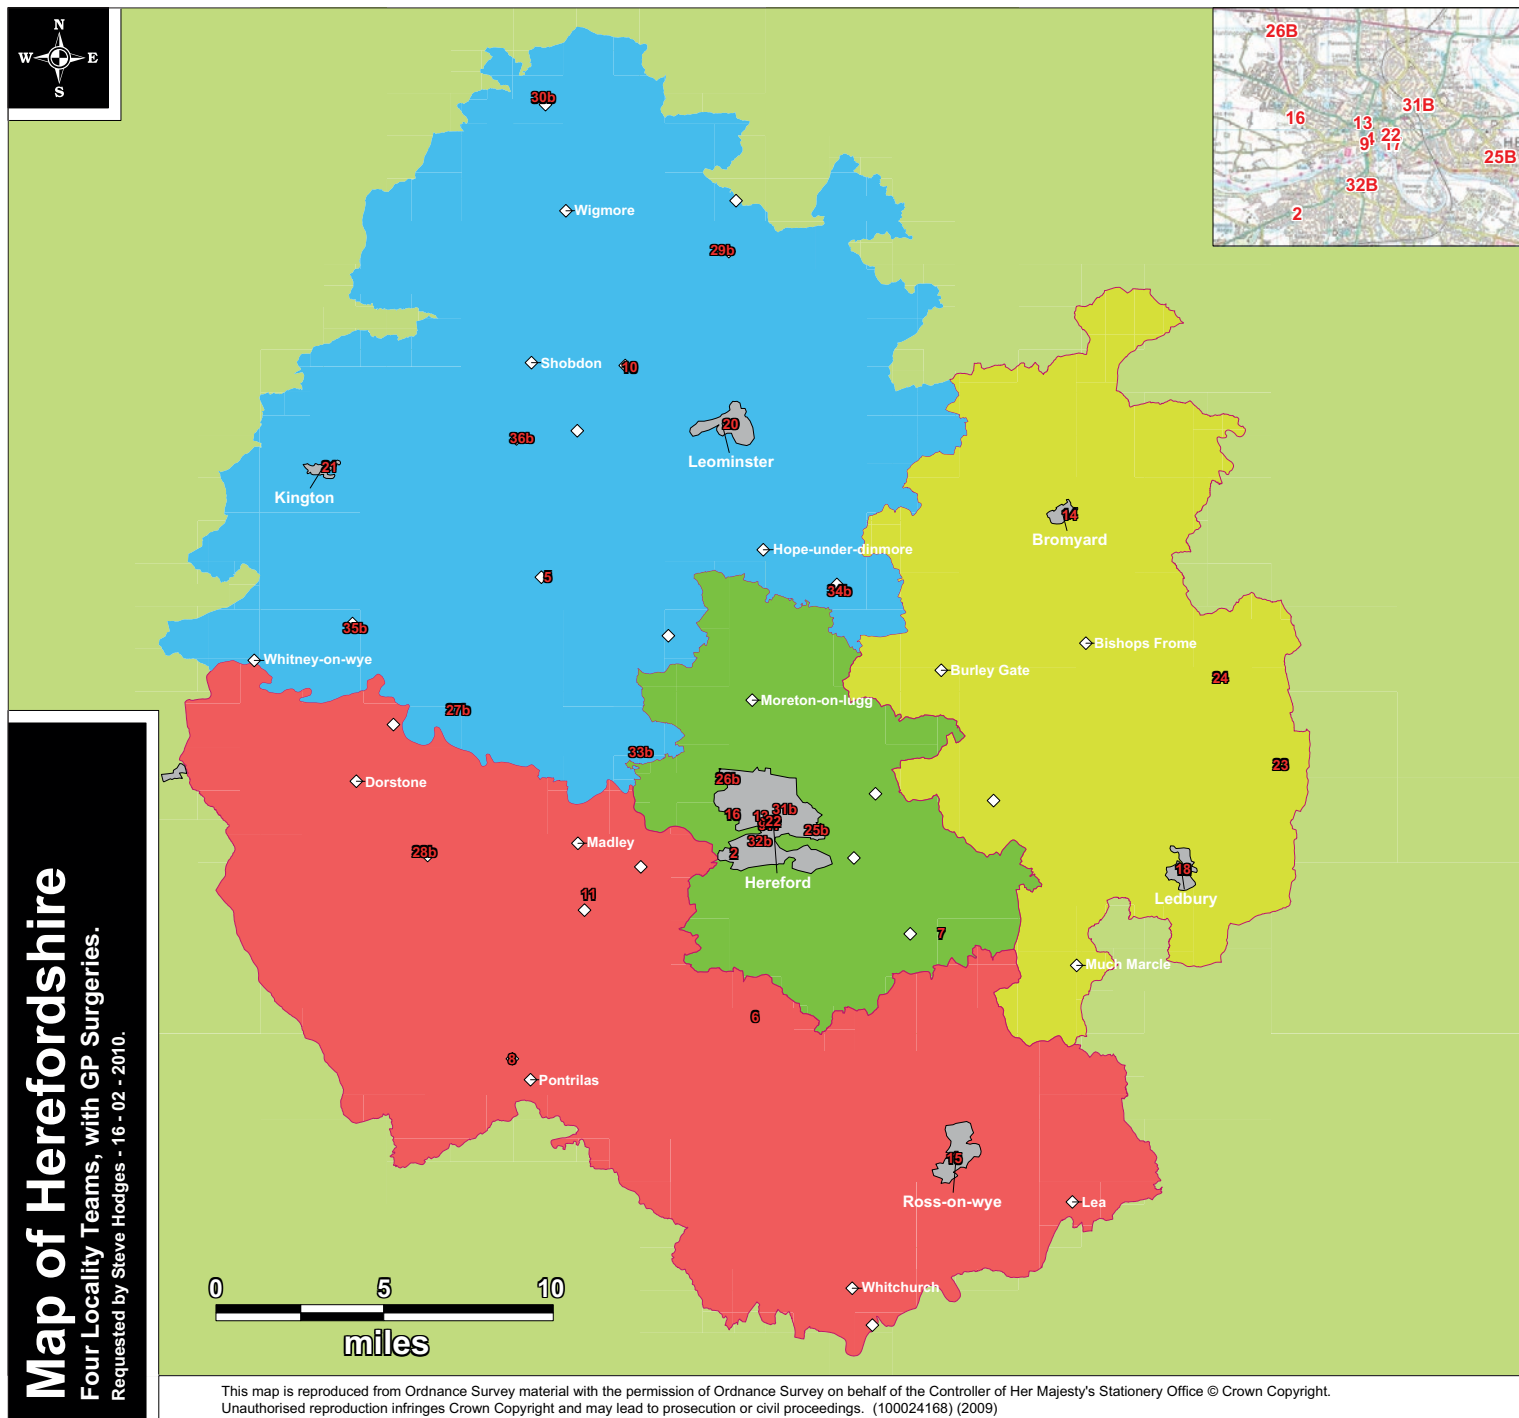 N
W E
S
26B
31B
16
13
22
9
17
25B
32B
2
30b
Wigmore
29b
Shobdon
10
36b
20
Leominster
21
Kington
14
Bromyard
Hope-under-dinmore
5
34b
35b
Whitney-on-wye
Bishops Frome
Burley Gate
24
Moreton-on-lugg
27b
33b
23
Dorstone
26b
31b
16
13
22
25b
32b
2
Madley
28b
Hereford
18
Ledbury
11
7
Much Marcle
6
8
Pontrilas
15
Ross-on-wye
Lea
Whitchurch
0 5 10
miles
Map of Herefordshire
Four Locality Teams, with GP Surgeries.
Requested by Steve Hodges - 16 - 02 - 2010.
This map is reproduced from Ordnance Survey material with the permission of Ordnance Survey on behalf of the Controller of Her Majesty's Stationery Office © Crown Copyright.
Unauthorised reproduction infringes Crown Copyright and may lead to prosecution or civil proceedings. (100024168) (2009)